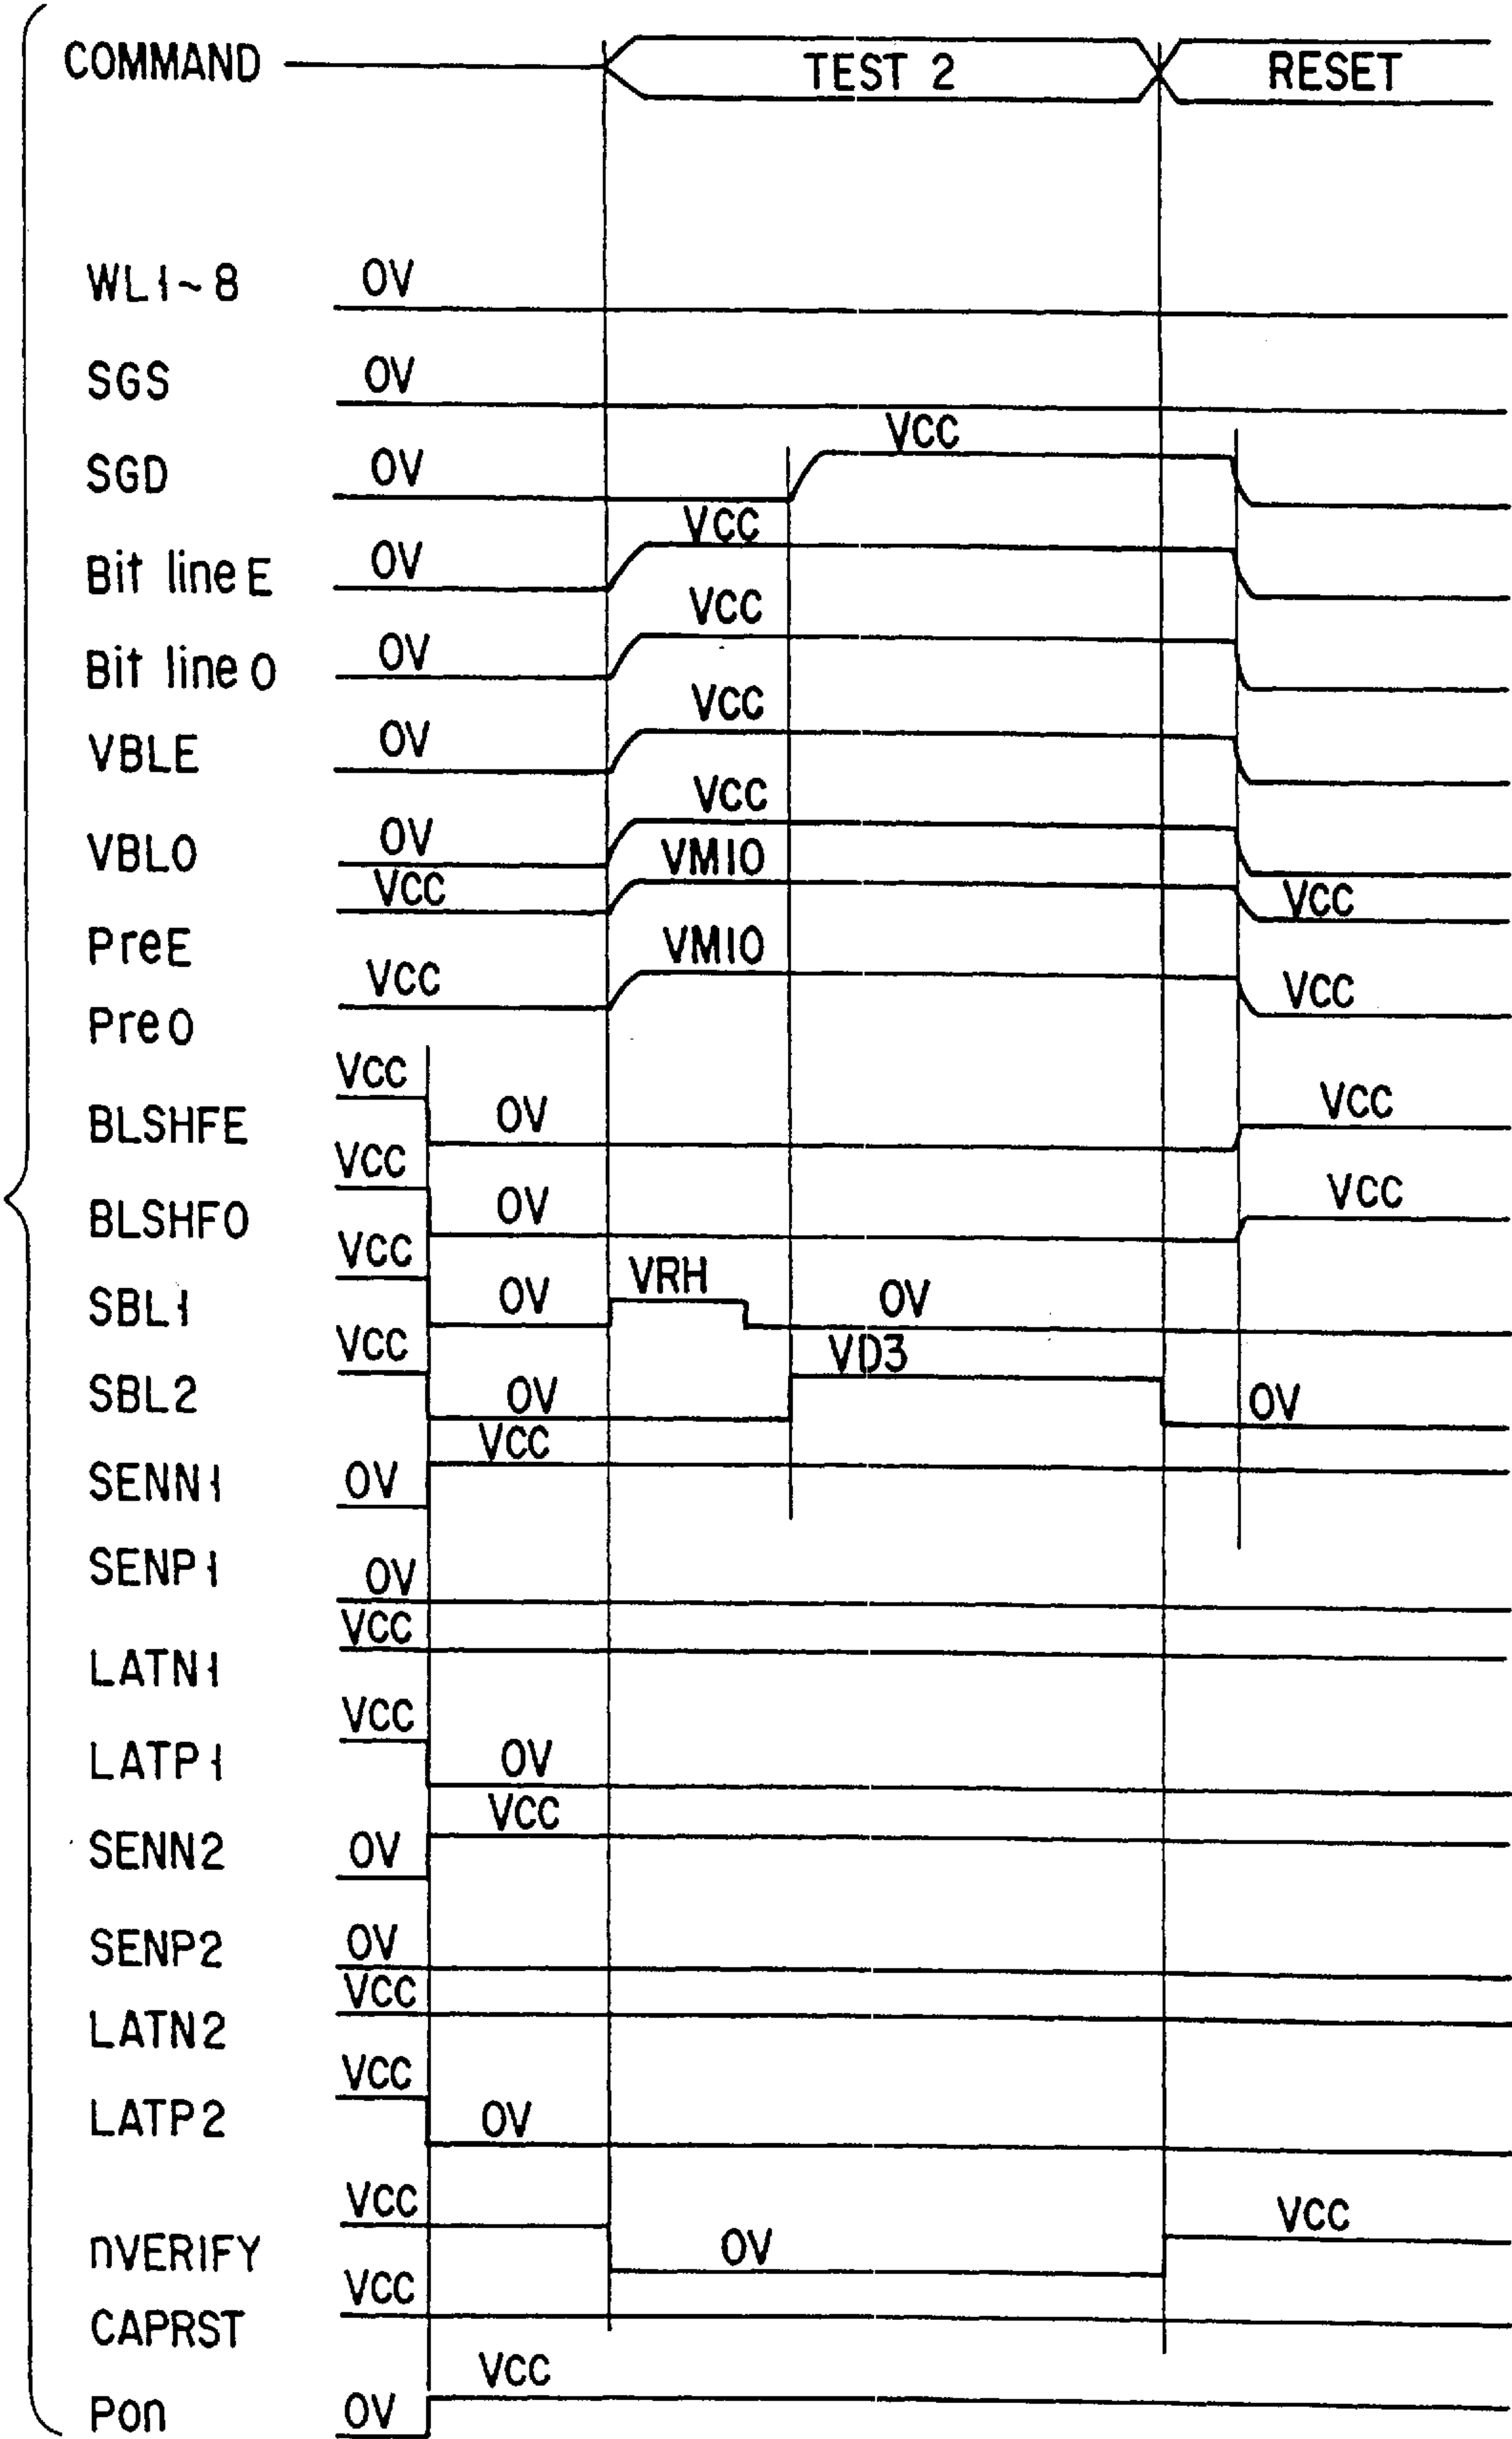 COMMAND TEST 2 RESET
WL1~8 0V
SGS 0V
VCC
SGD 0V
VCC
Bit line E 0V
VCC
Bit line O 0V
VCC
VBLE 0V
VCC
VBLO 0V
VM10
VCC VCC
PreE VM10
VCC VCC
PreO
VCC
BLSHFE 0V VCC
VCC
BLSHFO 0V VCC
VCC
SBL1 0V VRH 0V
VCC VD3
SBL2 0V 0V
VCC
SENN1 0V
SENP1 0V
VCC
LATN1
VCC
LATP1 0V
VCC
SENN2 0V
SENP2 0V
VCC
LATN2
VCC
LATP2 0V
VCC VCC
nVERIFY 0V
VCC
CAPRST
VCC
Pon 0V